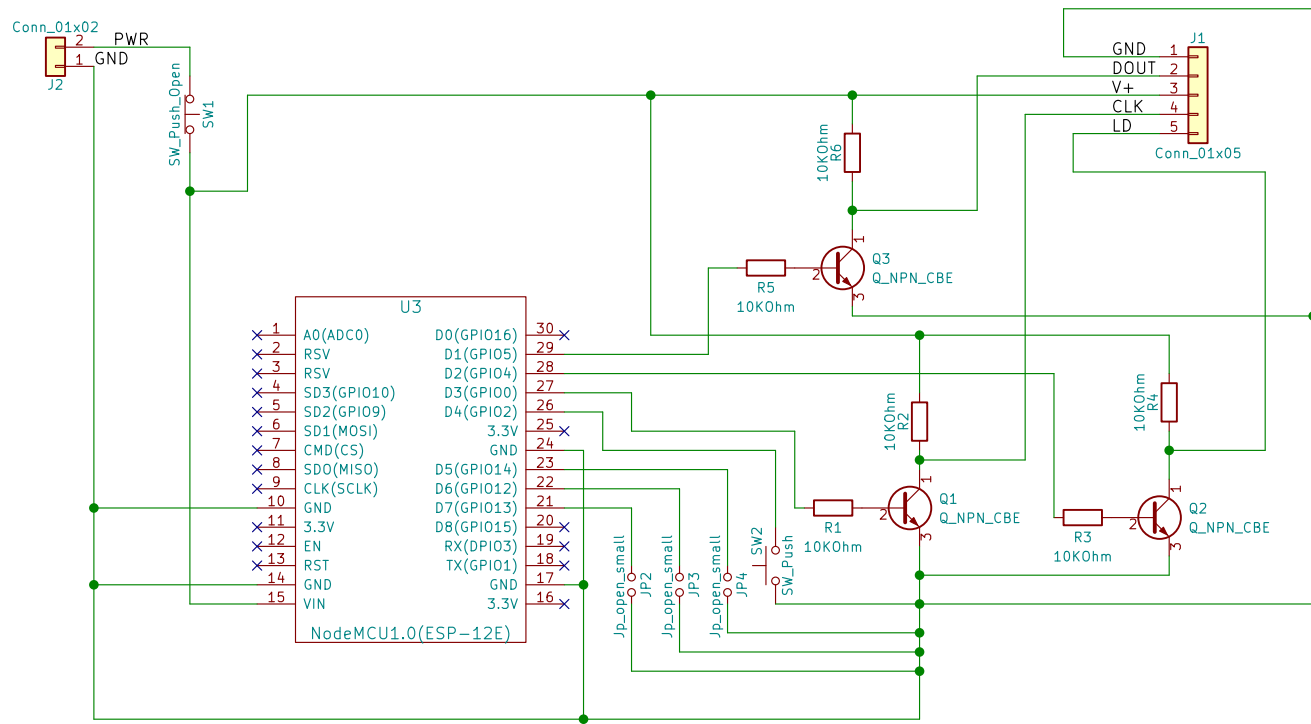 Conn_01x02
2
PWR
1
GND
J2
SW_Push_Open
SW1
J1
GND
1
DOUT
2
V+
3
CLK
4
LD
5
Conn_01x05
10KOhm
R6
1
2
3
Q3
Q_NPN_CBE
R5
10KOhm
U3
1
A0(ADC0)
2
RSV
3
RSV
4
SD3(GPIO10)
5
SD2(GPIO9)
6
SD1(MOSI)
7
CMD(CS)
8
SDO(MISO)
9
CLK(SCLK)
10
GND
11
3.3V
12
EN
13
RST
14
GND
15
VIN
D0(GPIO16)
30
D1(GPIO5)
29
D2(GPIO4)
28
D3(GPIO0)
27
D4(GPIO2)
26
3.3V
25
GND
24
D5(GPIO14)
23
D6(GPIO12)
22
D7(GPIO13)
21
D8(GPIO15)
20
RX(DPIO3)
19
TX(GPIO1)
18
GND
17
3.3V
16
NodeMCU1.0(ESP-12E)
Jp_open_small
JP2
Jp_open_small
JP3
Jp_open_small
JP4
SW2
SW_Push
10KOhm
R2
R1
10KOhm
1
2
3
Q1
Q_NPN_CBE
10KOhm
R4
R3
10KOhm
1
2
3
Q2
Q_NPN_CBE